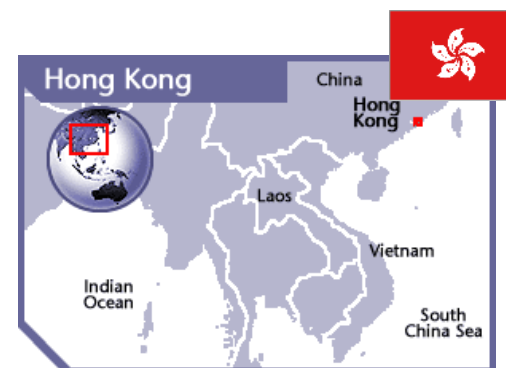 Hong Kong
China
Hong
Kong
Laos
Vietnam
Indian
Ocean
South
China Sea